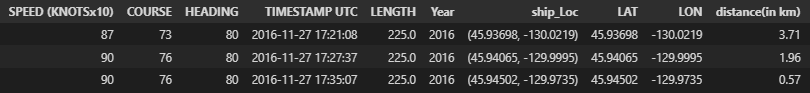 SPEED (KNOTSx10) COURSE HEADING TIMESTAMP UTC LENGTH Year ship_Loc LAT LON distance(in km)
87 73 80 2016-11-27 17:21:08 225.0 2016 (45.93698, -130.0219) 45.93698 -130.0219 3.71
90 76 80 2016-11-27 17:27:37 225.0 2016 (45.94065, -129.9995) 45.94065 -129.9995 1.96
90 76 80 2016-11-27 17:35:07 225.0 2016 (45.94502, -129.9735) 45.94502 -129.9735 0.57